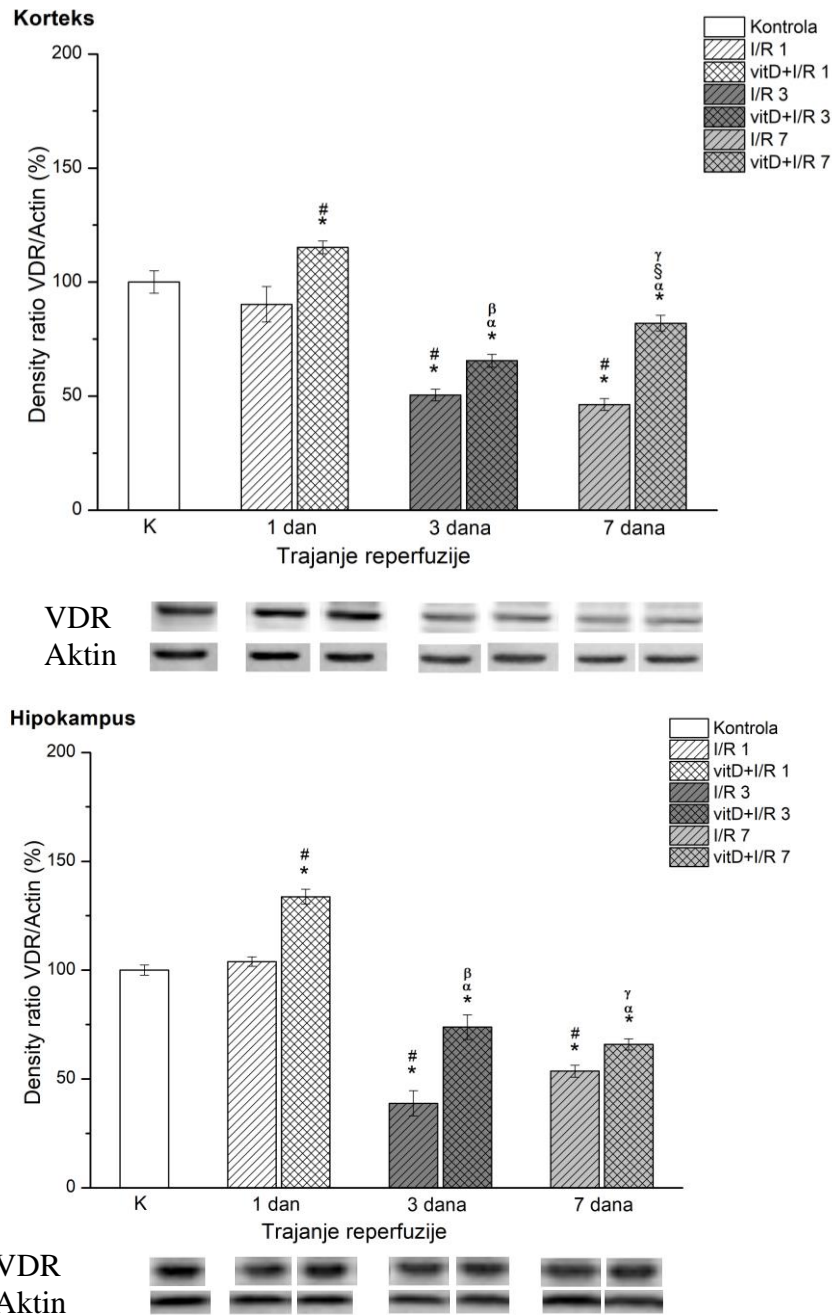 Korteks
Kontrola
I/R 1
vitD+I/R 1
I/R 3
vitD+I/R 3
I/R 7
vitD+I/R 7
200
150
100
50
0
Density ratio VDR/Actin (%)
#
*
#
*
β
α*
#
*
γ
§
α*
K
1 dan
3 dana
7 dana
Trajanje reperfuzije
VDR
Aktin
Hipokampus
Kontrola
I/R 1
vitD+I/R 1
I/R 3
vitD+I/R 3
I/R 7
vitD+I/R 7
200
150
100
50
0
Density ratio VDR/Actin (%)
#
*
#
*
β
α*
#
*
γ
α*
K
1 dan
3 dana
7 dana
Trajanje reperfuzije
VDR
Aktin